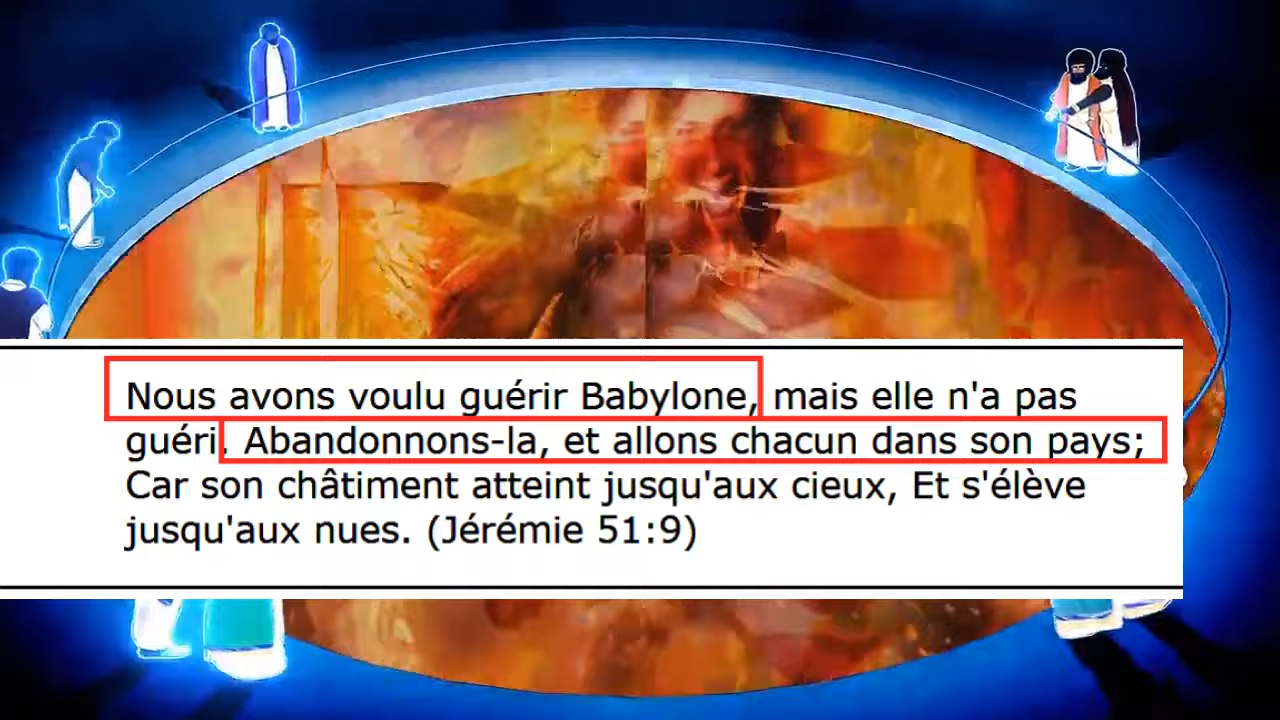 Nous avons voulu guérir Babylone, mais elle n'a pas
guéri. Abandonnons-la, et allons chacun dans son pays;
Car son châtiment atteint jusqu'aux cieux, Et s'élève
jusqu'aux nues. (Jérémie 51:9)